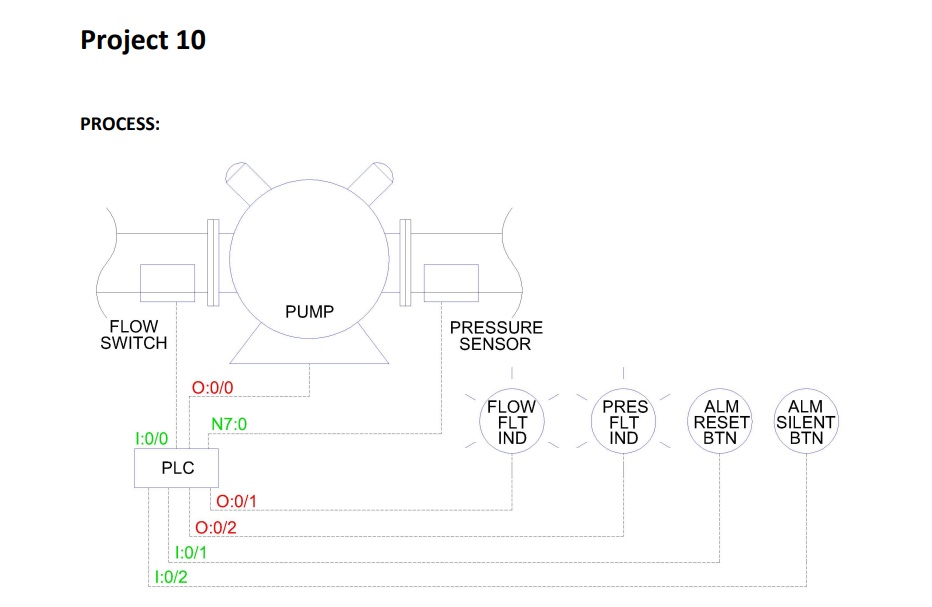 Project 10
PROCESS:
PUMP
FLOW
SWITCH
PRESSURE
SENSOR
O:0/0
N7:0
I:0/0
PLC
FLOW
FLT
IND
PRES
FLT
IND
ALM
RESET
BTN
ALM
SILENT
BTN
O:0/1
O:0/2
I:0/1
I:0/2